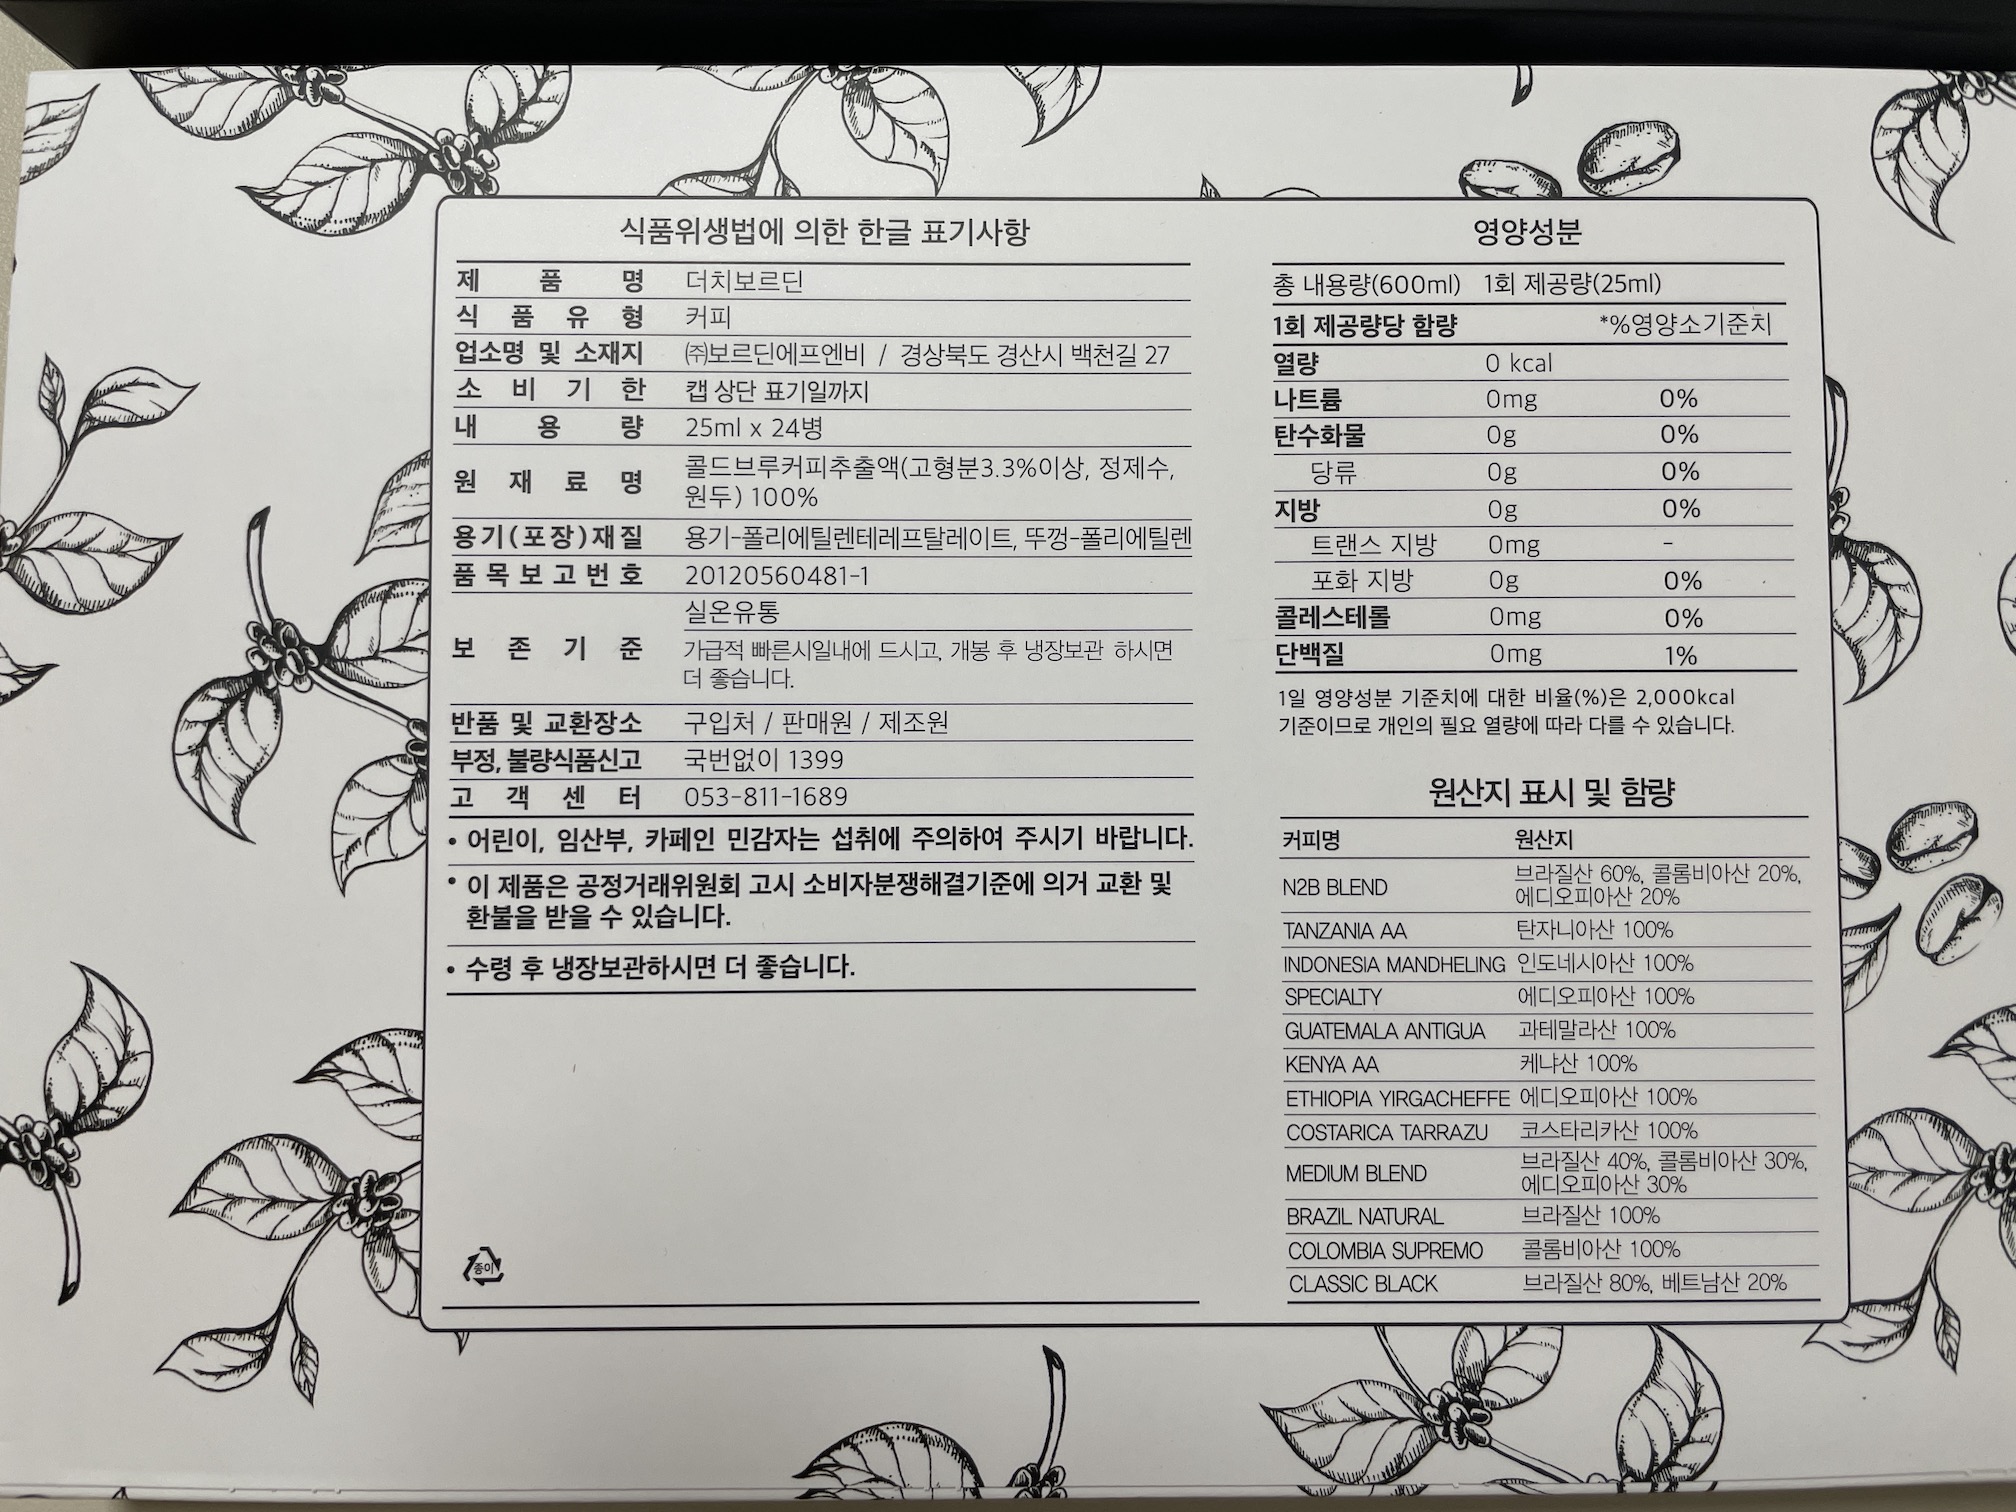 식품위생법에 의한 한글 표기사항
제 품 명 더치보르딘
식 품 유 형 커피
업소명 및 소재지 ㈜보르딘에프엔비 / 경상북도 경산시 백천길 27
소 비 기 한 캡 상단 표기일까지
내 용 량 25ml x 24병
원 재 료 명 콜드브루커피추출액(고형분3.3%이상, 정제수,
원두) 100%
용기(포장)재질 용기-폴리에틸렌테레프탈레이트, 뚜껑-폴리에틸렌
품목보고번호 20120560481-1
보 존 기 준 실온유통
가급적 빠른시일내에 드시고, 개봉 후 냉장보관 하시면
더 좋습니다.
반품 및 교환장소 구입처 / 판매원 / 제조원
부정, 불량식품신고 국번없이 1399
고 객 센 터 053-811-1689
• 어린이, 임산부, 카페인 민감자는 섭취에 주의하여 주시기 바랍니다.
• 이 제품은 공정거래위원회 고시 소비자분쟁해결기준에 의거 교환 및
환불을 받을 수 있습니다.
• 수령 후 냉장보관하시면 더 좋습니다.
종이
영양성분
총 내용량(600ml) 1회 제공량(25ml)
1회 제공량당 함량 *%영양소기준치
열량 0 kcal
나트륨 0mg 0%
탄수화물 0g 0%
당류 0g 0%
지방 0g 0%
트랜스 지방 0mg -
포화 지방 0g 0%
콜레스테롤 0mg 0%
단백질 0mg 1%
1일 영양성분 기준치에 대한 비율(%)은 2,000kcal
기준이므로 개인의 필요 열량에 따라 다를 수 있습니다.
원산지 표시 및 함량
커피명 원산지
N2B BLEND 브라질산 60%, 콜롬비아산 20%,
에디오피아산 20%
TANZANIA AA 탄자니아산 100%
INDONESIA MANDHELING 인도네시아산 100%
SPECIALTY 에디오피아산 100%
GUATEMALA ANTIGUA 과테말라산 100%
KENYA AA 케냐산 100%
ETHIOPIA YIRGACHEFFE 에디오피아산 100%
COSTARICA TARRAZU 코스타리카산 100%
MEDIUM BLEND 브라질산 40%, 콜롬비아산 30%,
에디오피아산 30%
BRAZIL NATURAL 브라질산 100%
COLOMBIA SUPREMO 콜롬비아산 100%
CLASSIC BLACK 브라질산 80%, 베트남산 20%